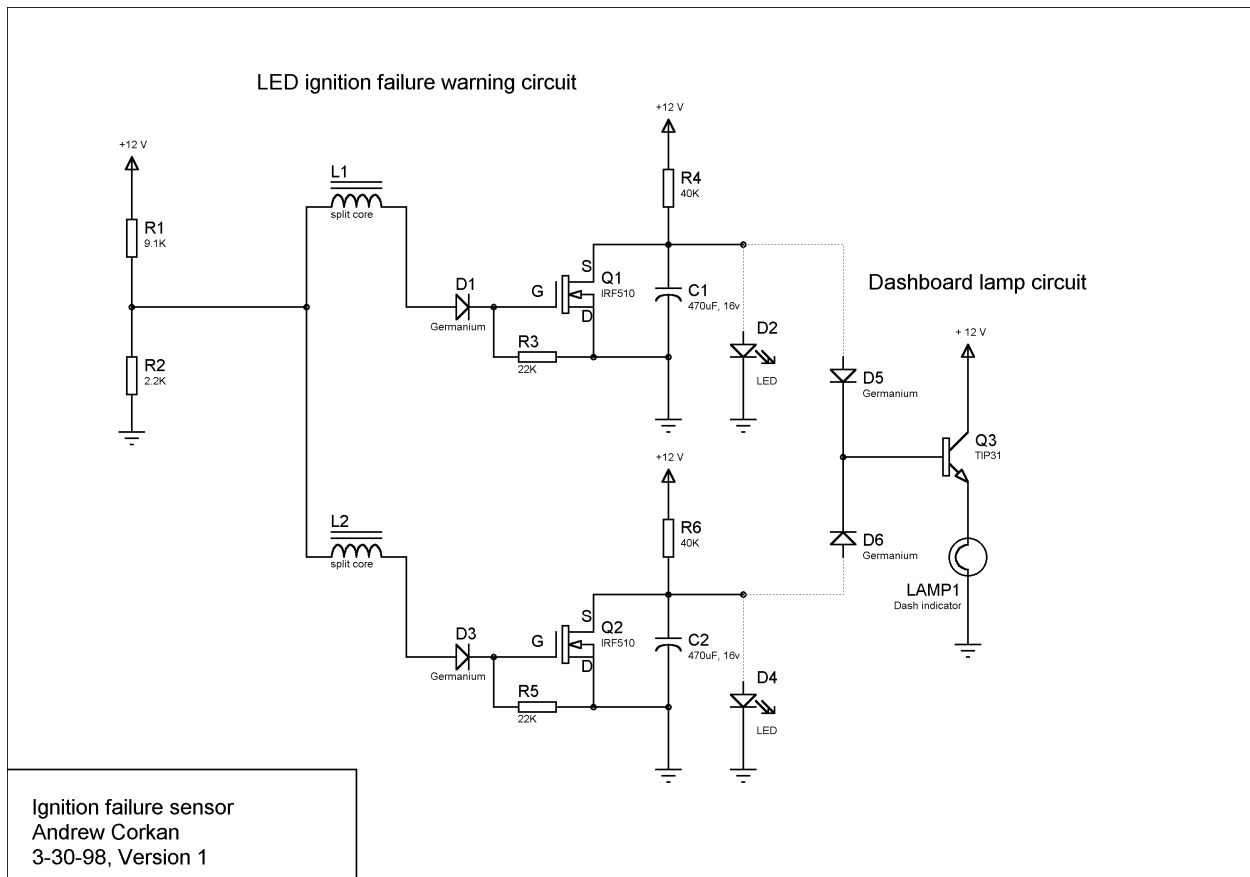 LED ignition failure warning circuit
+12 V
+12 V
L1
split core
R4
40K
R1
9.1K
S
Q1
IRF510
G
D
D1
Germanium
C1
470uF, 16v
Dashboard lamp circuit
R3
22K
D2
LED
+ 12 V
R2
2.2K
D5
Germanium
Q3
TIP31
+12 V
L2
split core
R6
40K
D6
Germanium
LAMP1
Dash indicator
S
Q2
IRF510
G
D
D3
Germanium
C2
470uF, 16v
R5
22K
D4
LED
Ignition failure sensor
Andrew Corkan
3-30-98, Version 1